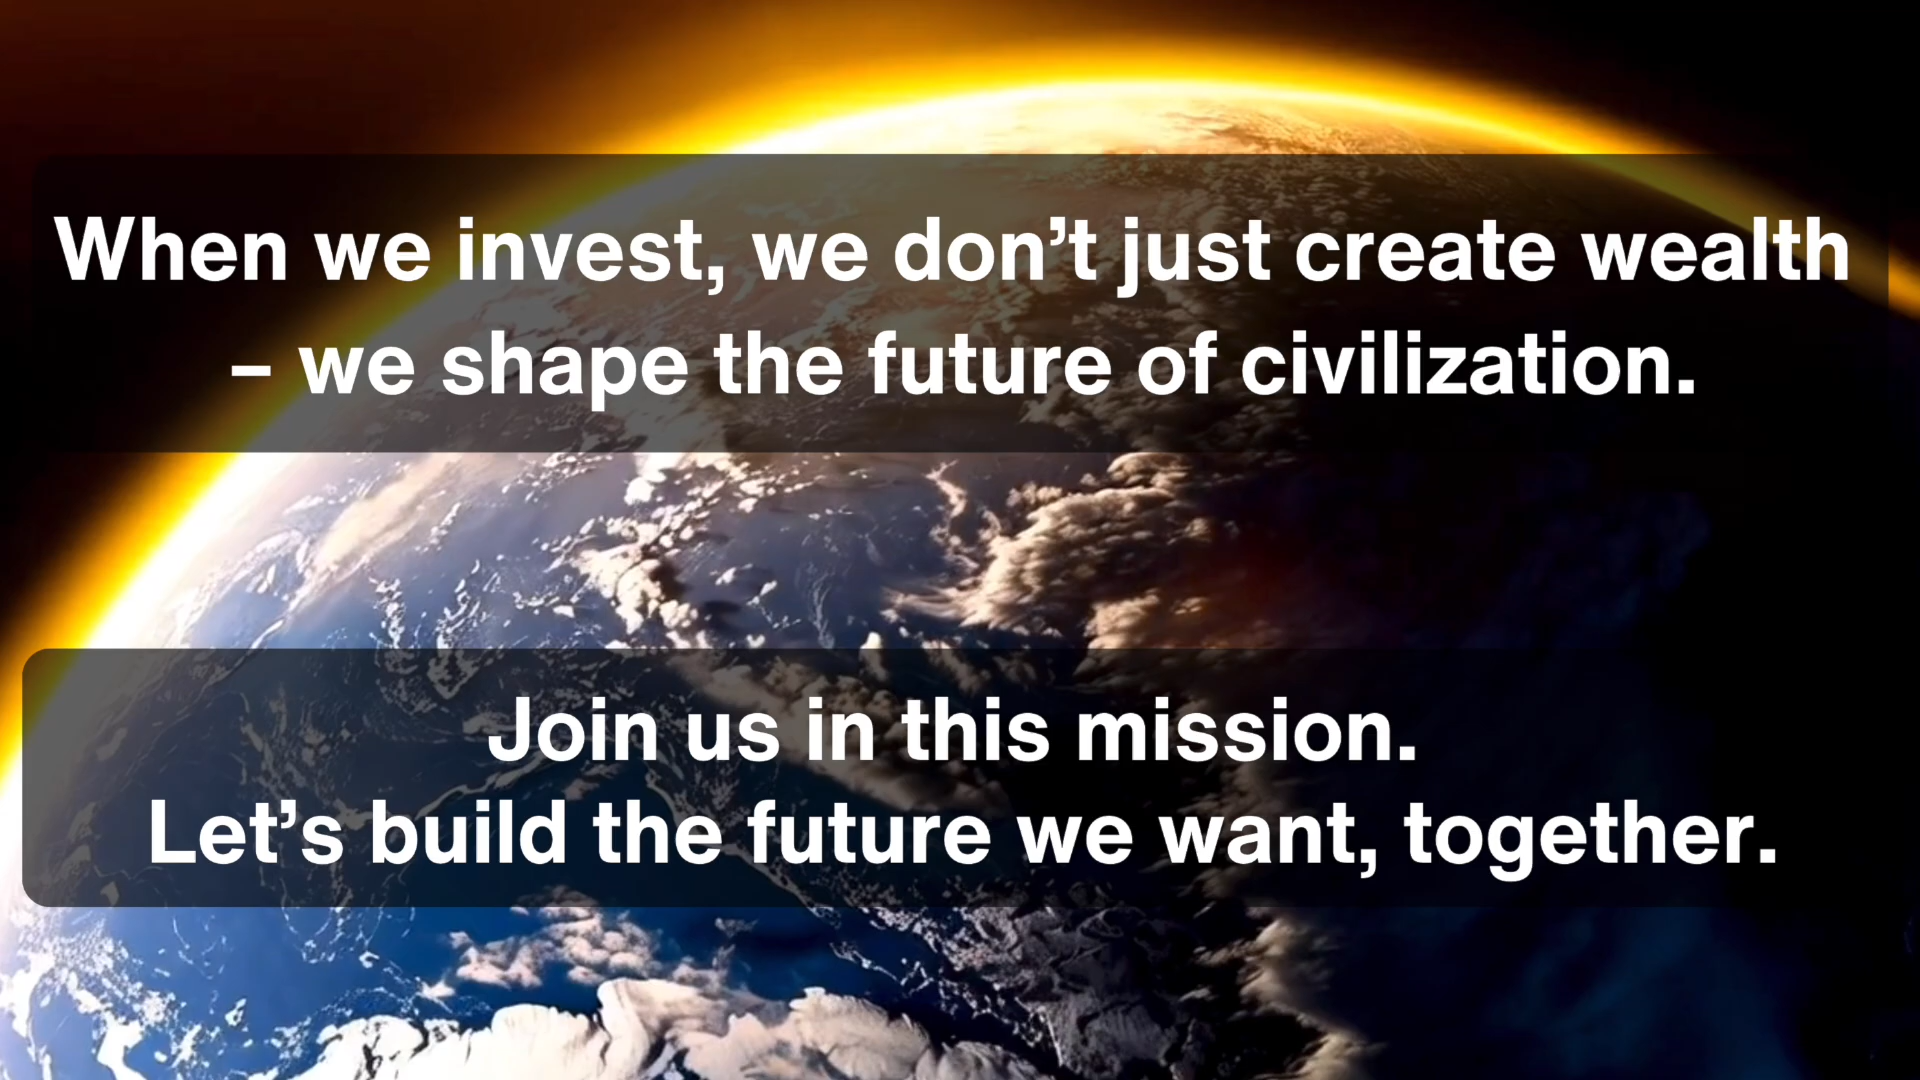 When we invest, we don’t just create wealth
– we shape the future of civilization.
Join us in this mission.
Let’s build the future we want, together.